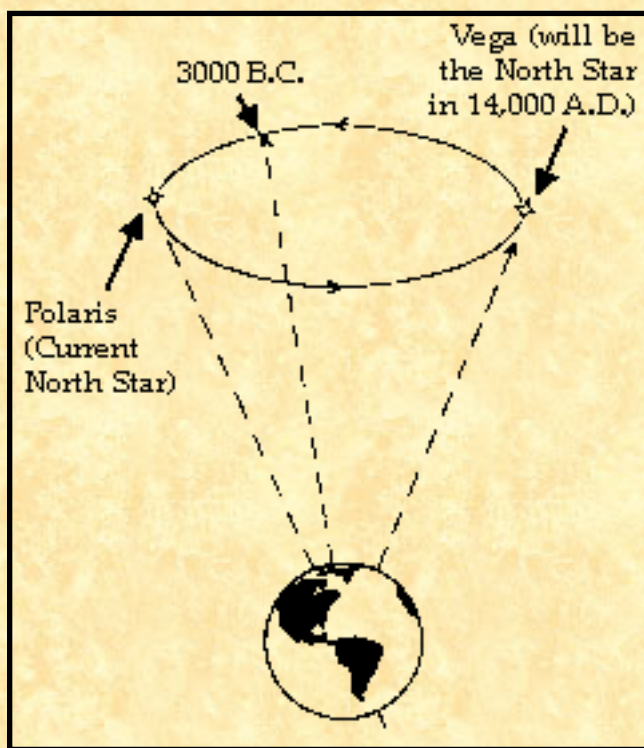 Vega (will be
the North Star
in 14,000 A.D.)
3000 B.C.
Polaris
(Current
North Star)